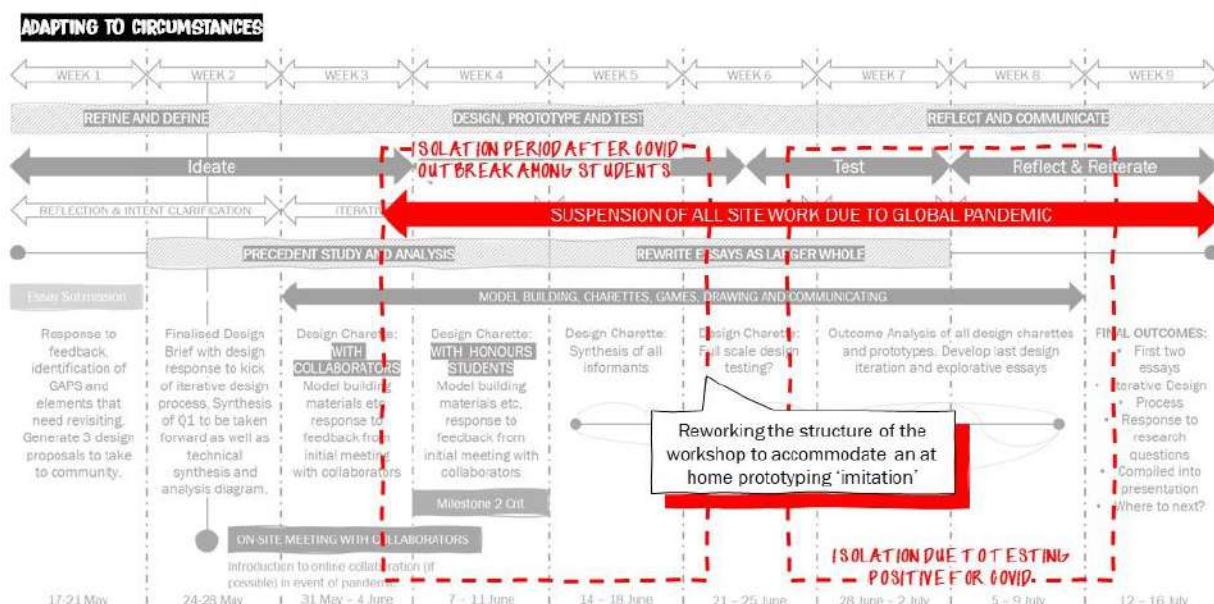 ADAPTING TO CIRCUMSTANCES
WEEK 1
WEEK 2
WEEK 3
WEEK 4
WEEK 5
WEEK 6
WEEK 7
WEEK 8
WEEK 9
REFINE AND DEFINE
DESIGN, PROTOTYPE AND TEST
REFLECT AND COMMUNICATE
ISOLATION PERIOD AFTER COVID
OUTBREAK AMONG STUDENTS
Ideate
Test
Reflect & Reiterate
REFLECTION & INTENT CLARIFICATION
SUSPENSION OF ALL SITE WORK DUE TO GLOBAL PANDEMIC
PRECEDENT STUDY AND ANALYSIS
REWRITE ESSAYS AS LARGER WHOLE
Essay Submission
MODEL BUILDING, CHARETTES, GAMES, DRAWING AND COMMUNICATING
Response to
feedback,
identification of
GAPS and
elements that
need revisiting.
Generate 3 design
proposals to take
to community.
Finalised Design
Brief with design
response to kick
of iterative design
process. Synthesis
of Q1 to be taken
forward as well as
technical
synthesis and
analysis diagram.
Design Charette:
WITH
COLLABORATORS
Model building
materials etc.
response to
feedback from
initial meeting
with collaborators
Design Charette:
WITH HONOURS
STUDENTS
Model building
materials etc.
response to
feedback from
initial meeting with
collaborators
Milestone 2 Crit
Design Charette:
Synthesis of all
informants
Design Charette:
Full scale design
testing?
Outcome Analysis of all design charettes
and prototypes. Develop last design
iteration and explorative essays
FINAL OUTCOMES:
• First two
essays
• Iterative Design
• Process
• Response to
research
questions
• Compiled into
presentation
• Where to next?
Reworking the structure of the
workshop to accommodate an at
home prototyping 'imitation'
ON-SITE MEETING WITH COLLABORATORS
Introduction to online collaboration (if
possible) in event of pandemic
ISOLATION DUE TO TESTING
POSITIVE FOR COVID.
17-21 May
24-28 May
31 May – 4 June
7 – 11 June
14 – 18 June
21 – 25 June
28 June – 2 July
5 – 9 July
12 – 16 July